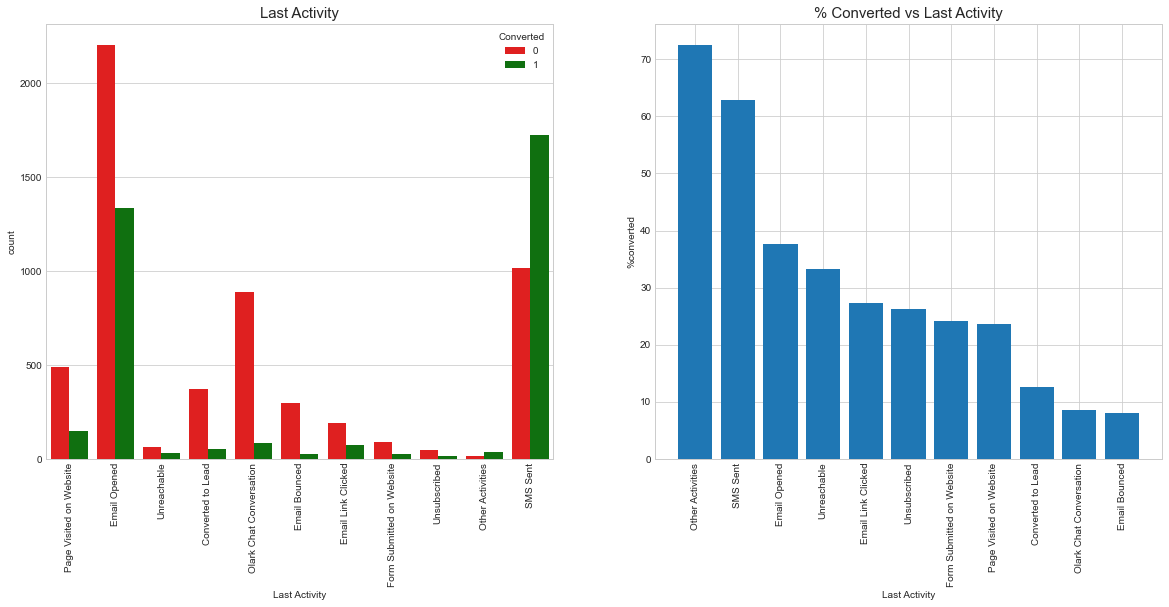 Last Activity
Converted
0
1
2000
1500
1000
500
0
count
Page Visited on Website
Email Opened
Unreachable
Converted to Lead
Olark Chat Conversation
Email Bounced
Email Link Clicked
Form Submitted on Website
Unsubscribed
Other Activities
SMS Sent
Last Activity
% Converted vs Last Activity
70
60
50
40
30
20
10
0
%converted
Other Activities
SMS Sent
Email Opened
Unreachable
Email Link Clicked
Unsubscribed
Form Submitted on Website
Page Visited on Website
Converted to Lead
Olark Chat Conversation
Email Bounced
Last Activity